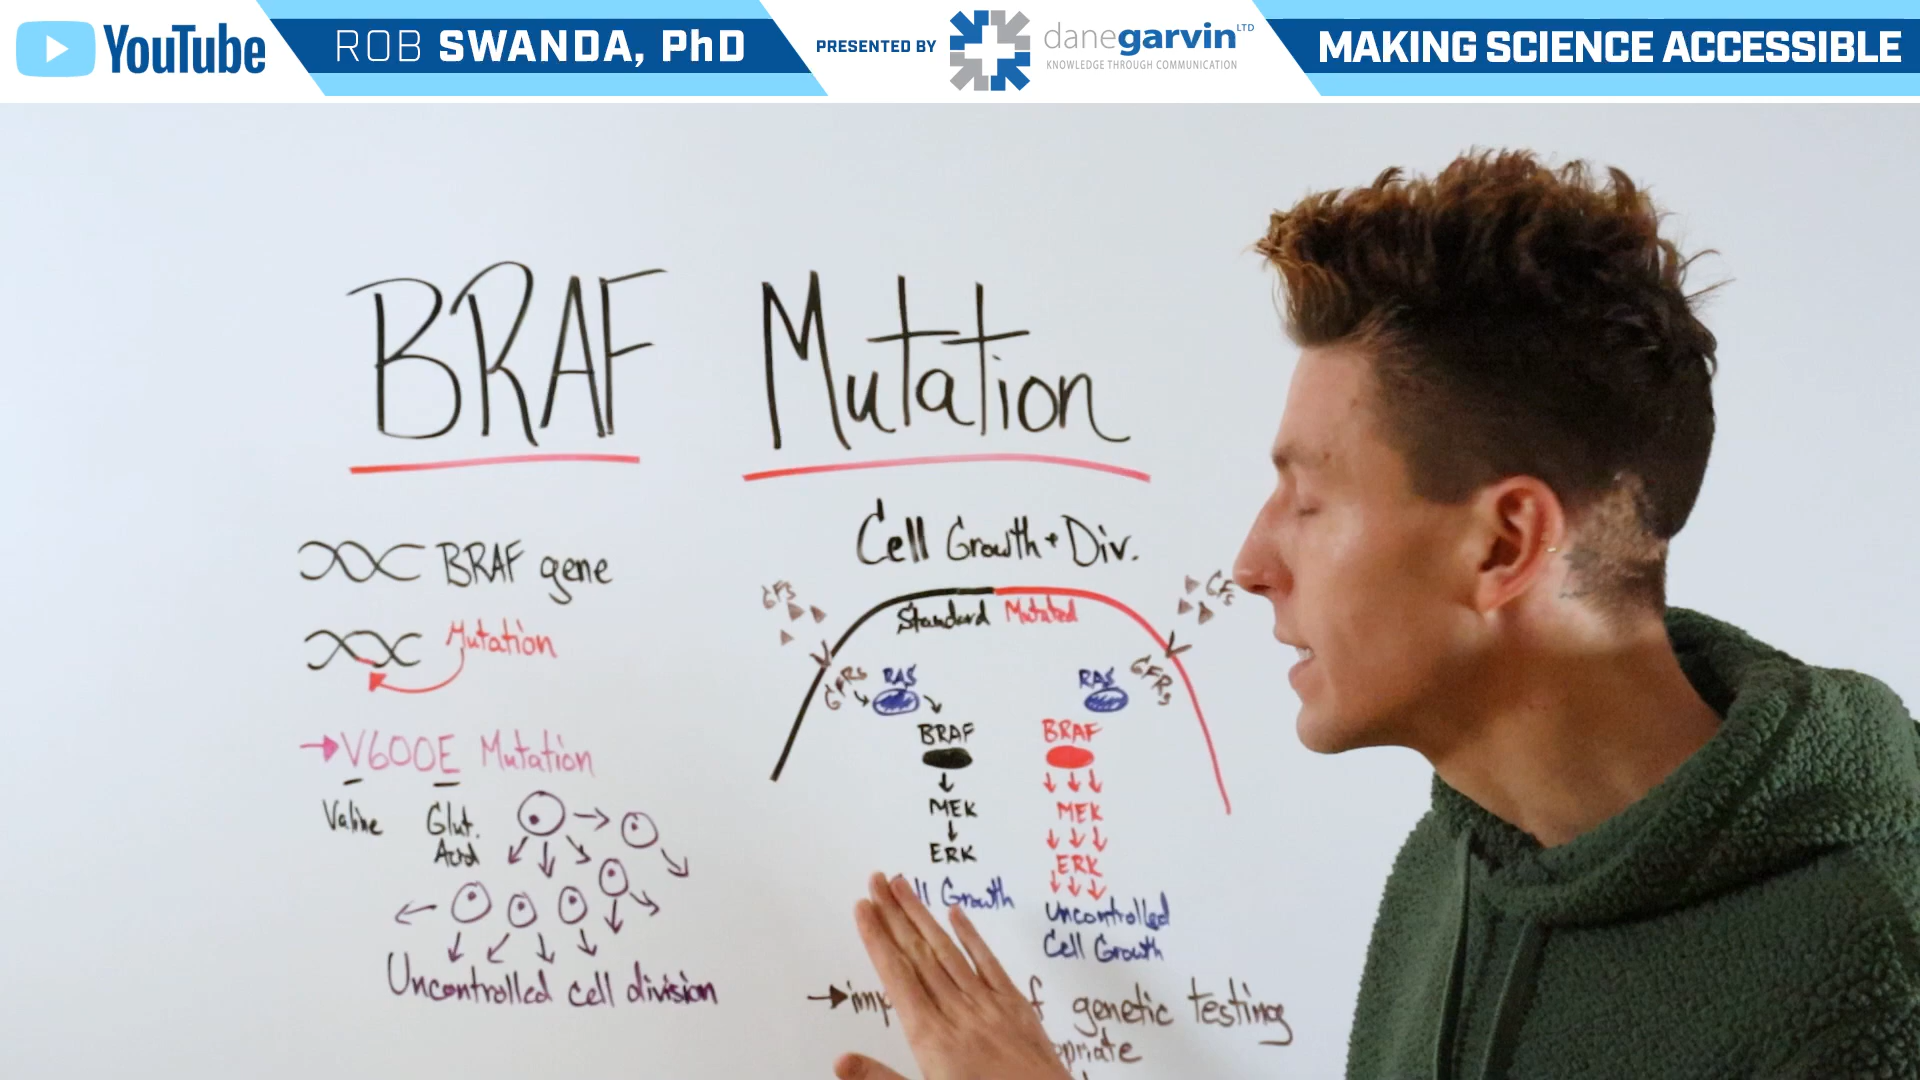 YouTube
ROB SWANDA, PhD
PRESENTED BY
danegarvin LTD
KNOWLEDGE THROUGH COMMUNICATION
MAKING SCIENCE ACCESSIBLE
BRAF Mutation
BRAF gene
Mutation
V600E Mutation
Valine
Glut.
Acid
Uncontrolled cell division
Cell Growth + Div.
GFs
GFs
Standard Mutated
GFRs
RAS
BRAF
MEK
ERK
Growth
RAS
GFRs
BRAF
MEK
ERK
Uncontrolled
Cell Growth
genetic testing